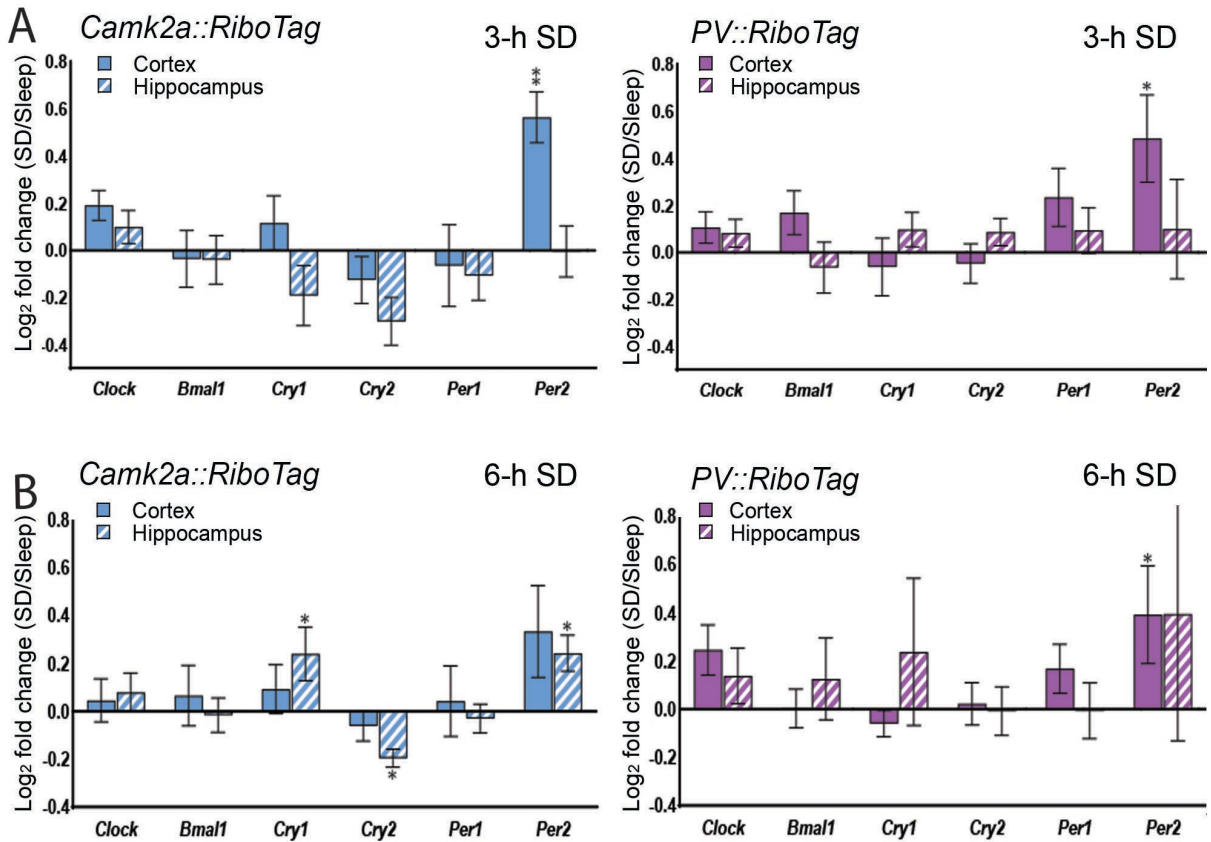 A
Camk2a::RiboTag
3-h SD
Cortex
Hippocampus
**
Log2 fold change (SD/Sleep)
0.8
0.6
0.4
0.2
0.0
-0.2
-0.4
Clock Bmal1 Cry1 Cry2 Per1 Per2
PV::RiboTag
3-h SD
Cortex
Hippocampus
*
Log2 fold change (SD/Sleep)
0.8
0.6
0.4
0.2
0.0
-0.2
-0.4
Clock Bmal1 Cry1 Cry2 Per1 Per2
B
Camk2a::RiboTag
6-h SD
Cortex
Hippocampus
* * *
Log2 fold change (SD/Sleep)
0.8
0.6
0.4
0.2
0.0
-0.2
-0.4
Clock Bmal1 Cry1 Cry2 Per1 Per2
PV::RiboTag
6-h SD
Cortex
Hippocampus
*
Log2 fold change (SD/Sleep)
0.8
0.6
0.4
0.2
0.0
-0.2
-0.4
Clock Bmal1 Cry1 Cry2 Per1 Per2